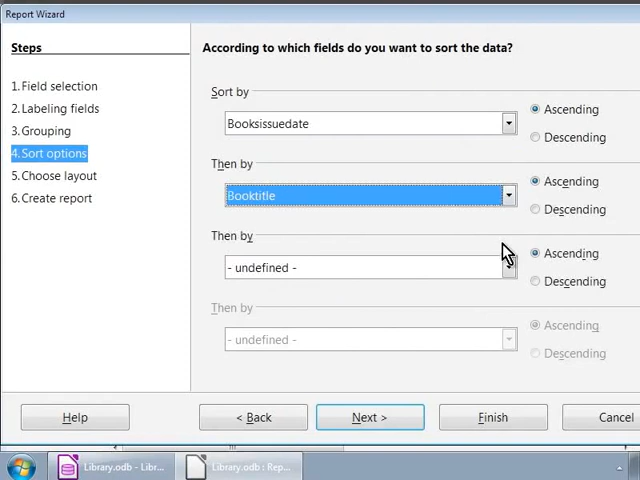 Report Wizard
Steps
1. Field selection
2. Labeling fields
3. Grouping
4. Sort options
5. Choose layout
6. Create report
According to which fields do you want to sort the data?
Sort by
Booksissuedate
Ascending
Descending
Then by
Booktitle
Ascending
Descending
Then by
- undefined -
Ascending
Descending
Then by
- undefined -
Ascending
Descending
Help
< Back
Next >
Finish
Cancel
Library.odb - Libr...
Library.odb : Rep...